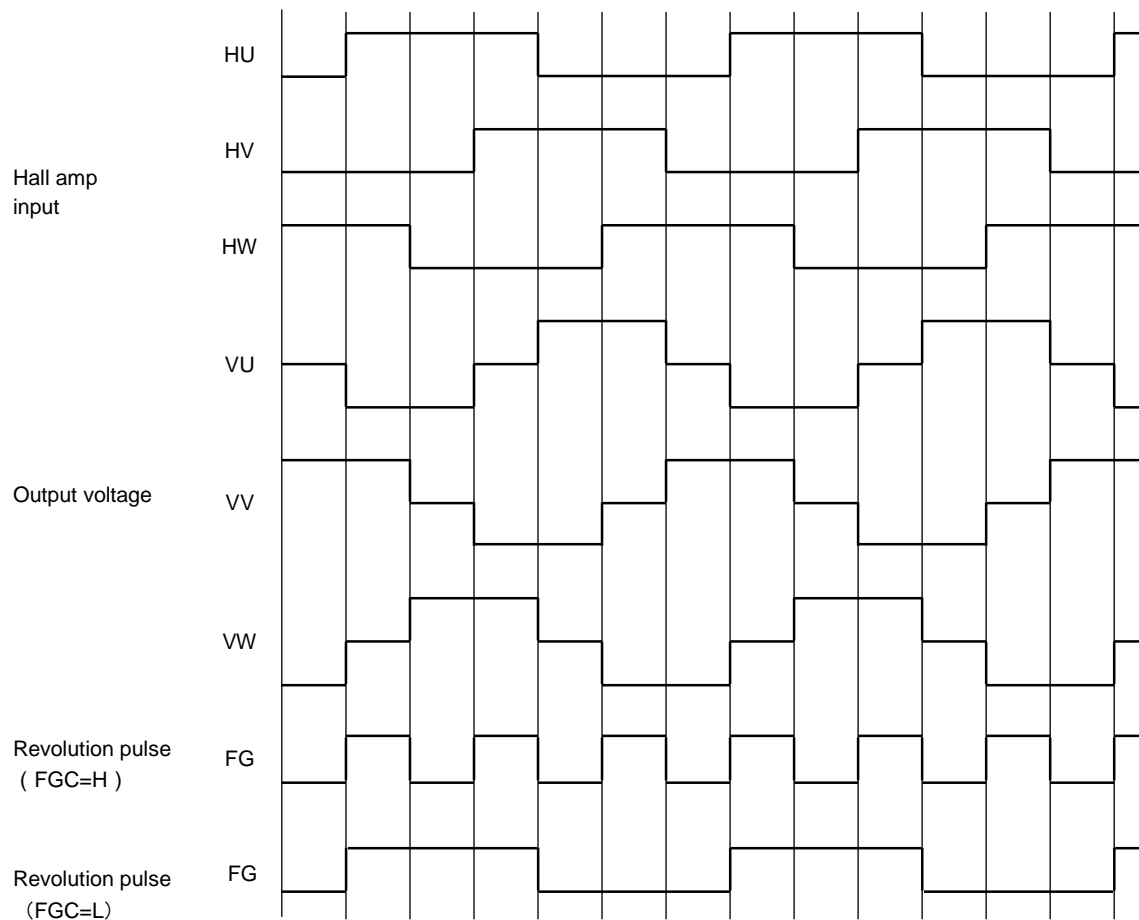 HU
HV
Hall amp
input
HW
VU
Output voltage
VV
VW
Revolution pulse
( FGC=H )
FG
FG
Revolution pulse
（FGC=L）